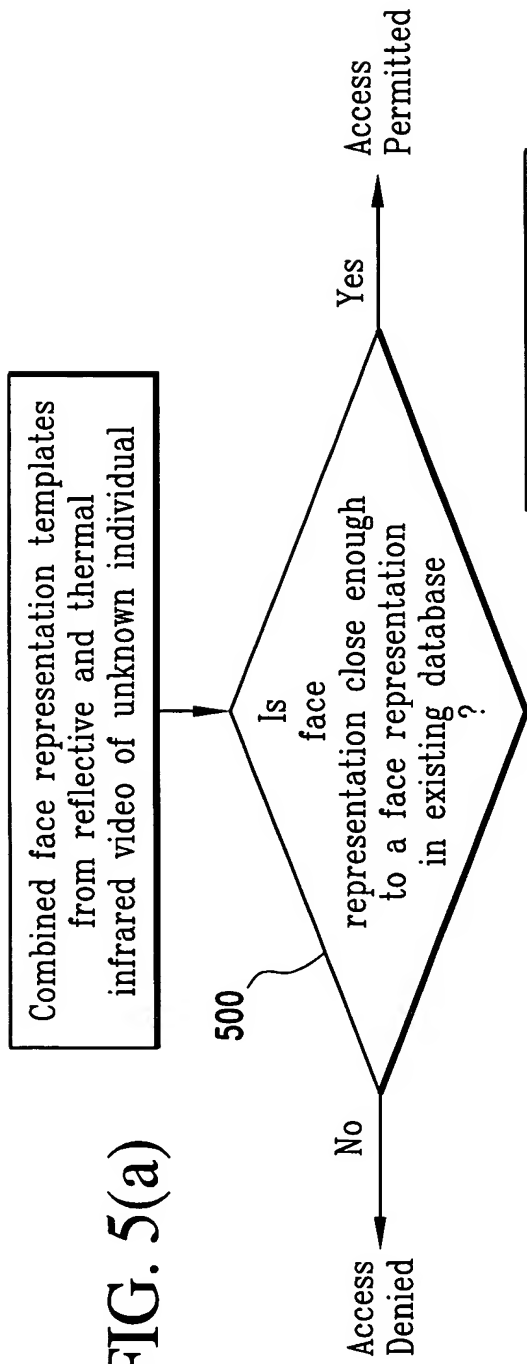 FIG. 5(a)
Combined face representation templates
from reflective and thermal
infrared video of unknown individual
500
Is
face
representation close enough
to a face representation
in existing database
?
No
Access
Denied
Yes
Access
Permitted